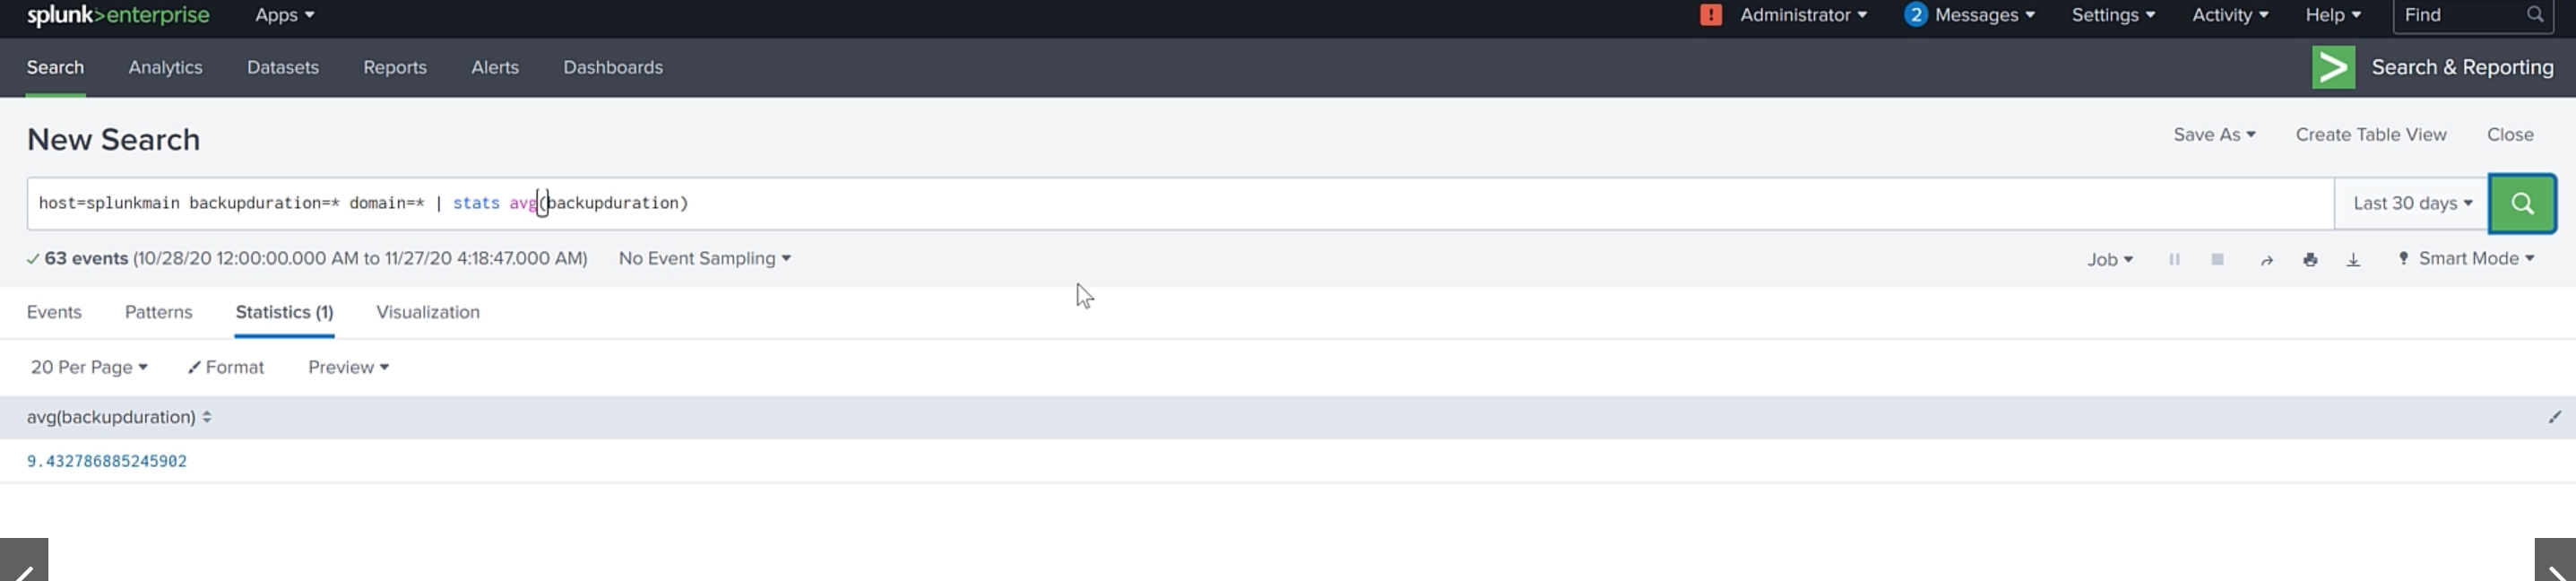 splunk>enterprise Apps ! Administrator 2 Messages Settings Activity Help Find
Search Analytics Datasets Reports Alerts Dashboards > Search & Reporting
New Search Save As Create Table View Close
host=splunkmain backupduration=* domain=* | stats avg(backupduration) Last 30 days
✓ 63 events (10/28/20 12:00:00.000 AM to 11/27/20 4:18:47.000 AM) No Event Sampling Job Smart Mode
Events Patterns Statistics (1) Visualization
20 Per Page Format Preview
avg(backupduration)
9.432786885245902